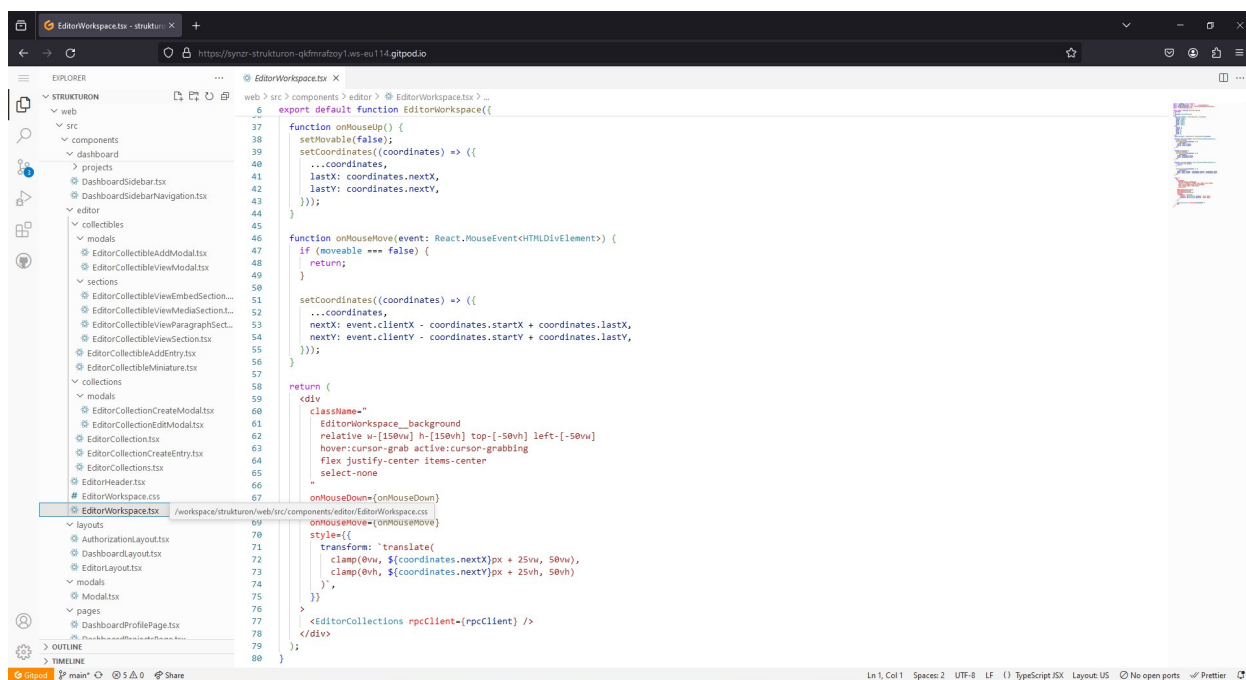 EditorWorkspace.tsx - strukturo
https://synzr-strukturon-qkfmrafzoy1.ws-eu114.gitpod.io
EXPLORER
STRUKTURON
web
src
components
dashboard
projects
DashboardSidebar.tsx
DashboardSidebarNavigation.tsx
editor
collectibles
modals
EditorCollectibleAddModal.tsx
EditorCollectibleViewModal.tsx
sections
EditorCollectibleViewEmbedSection....
EditorCollectibleViewMediaSection.t...
EditorCollectibleViewParagraphSect...
EditorCollectibleViewSection.tsx
EditorCollectibleAddEntry.tsx
EditorCollectibleMiniature.tsx
collections
modals
EditorCollectionCreateModal.tsx
EditorCollectionEditModal.tsx
EditorCollection.tsx
EditorCollectionCreateEntry.tsx
EditorCollections.tsx
EditorHeader.tsx
# EditorWorkspace.css
EditorWorkspace.tsx
/workspace/strukturon/web/src/components/editor/EditorWorkspace.css
layouts
AuthorizationLayout.tsx
DashboardLayout.tsx
EditorLayout.tsx
modals
Modal.tsx
pages
DashboardProfilePage.tsx
DashboardProjectsPage.tsx
OUTLINE
TIMELINE
EditorWorkspace.tsx
web > src > components > editor > EditorWorkspace.tsx > ...
6 export default function EditorWorkspace({
37 function onMouseUp() {
38 setMovable(false);
39 setCoordinates((coordinates) => ({
40 ...coordinates,
41 lastX: coordinates.nextX,
42 lastY: coordinates.nextY,
43 }));
44 }
45
46 function onMouseMove(event: React.MouseEvent<HTMLDivElement>) {
47 if (moveable === false) {
48 return;
49 }
50
51 setCoordinates((coordinates) => ({
52 ...coordinates,
53 nextX: event.clientX - coordinates.startX + coordinates.lastX,
54 nextY: event.clientY - coordinates.startY + coordinates.lastY,
55 }));
56 }
57
58 return (
59 <div
60 className="
61 EditorWorkspace__background
62 relative w-[150vw] h-[150vh] top-[-50vh] left-[-50vw]
63 hover:cursor-grab active:cursor-grabbing
64 flex justify-center items-center
65 select-none
66 "
67 onMouseDown={onMouseDown}
69 onMouseMove={onMouseMove}
70 style={{
71 transform: `translate(
72 clamp(0vw, ${coordinates.nextX}px + 25vw, 50vw),
73 clamp(0vh, ${coordinates.nextY}px + 25vh, 50vh)
74 )`,
75 }}
76 >
77 <EditorCollections rpcClient={rpcClient} />
78 </div>
79 );
80 }
Gitpod main* 5 0 Share
Ln 1, Col 1 Spaces: 2 UTF-8 LF {} TypeScript JSX Layout: US No open ports Prettier